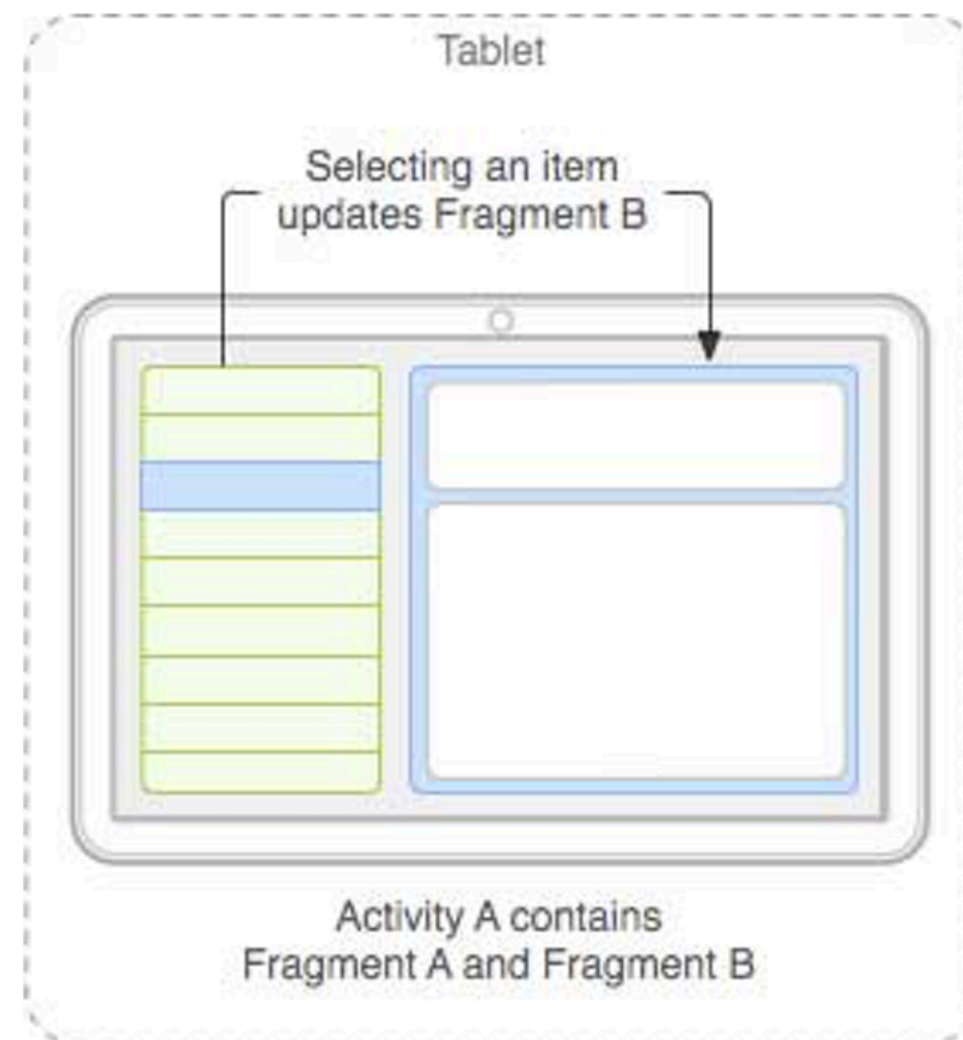 Tablet
Selecting an item
updates Fragment B
Activity A contains
Fragment A and Fragment B